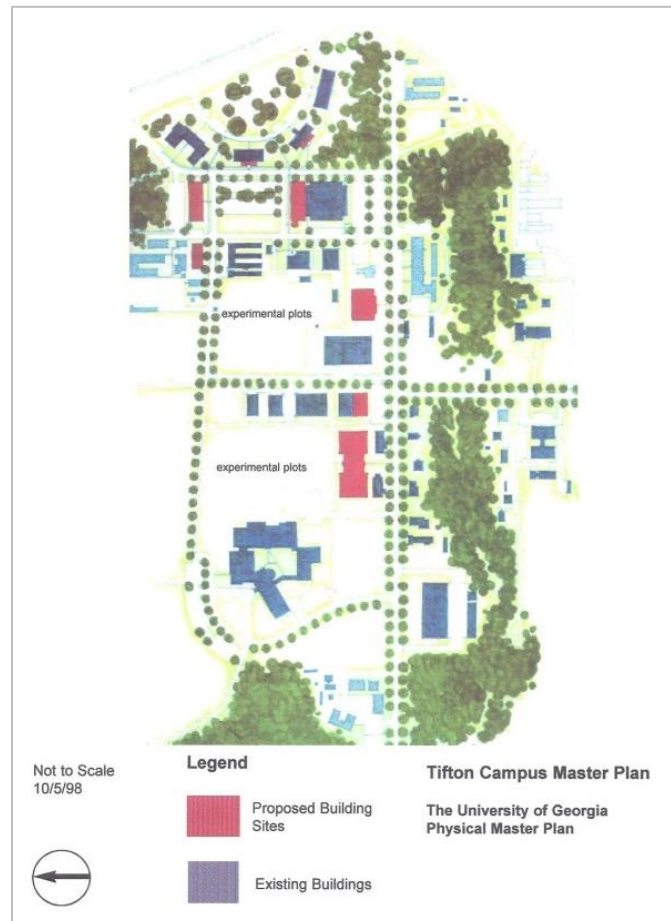 experimental plots
experimental plots
Not to Scale
10/5/98
Legend
Proposed Building
Sites
Existing Buildings
Tifton Campus Master Plan
The University of Georgia
Physical Master Plan